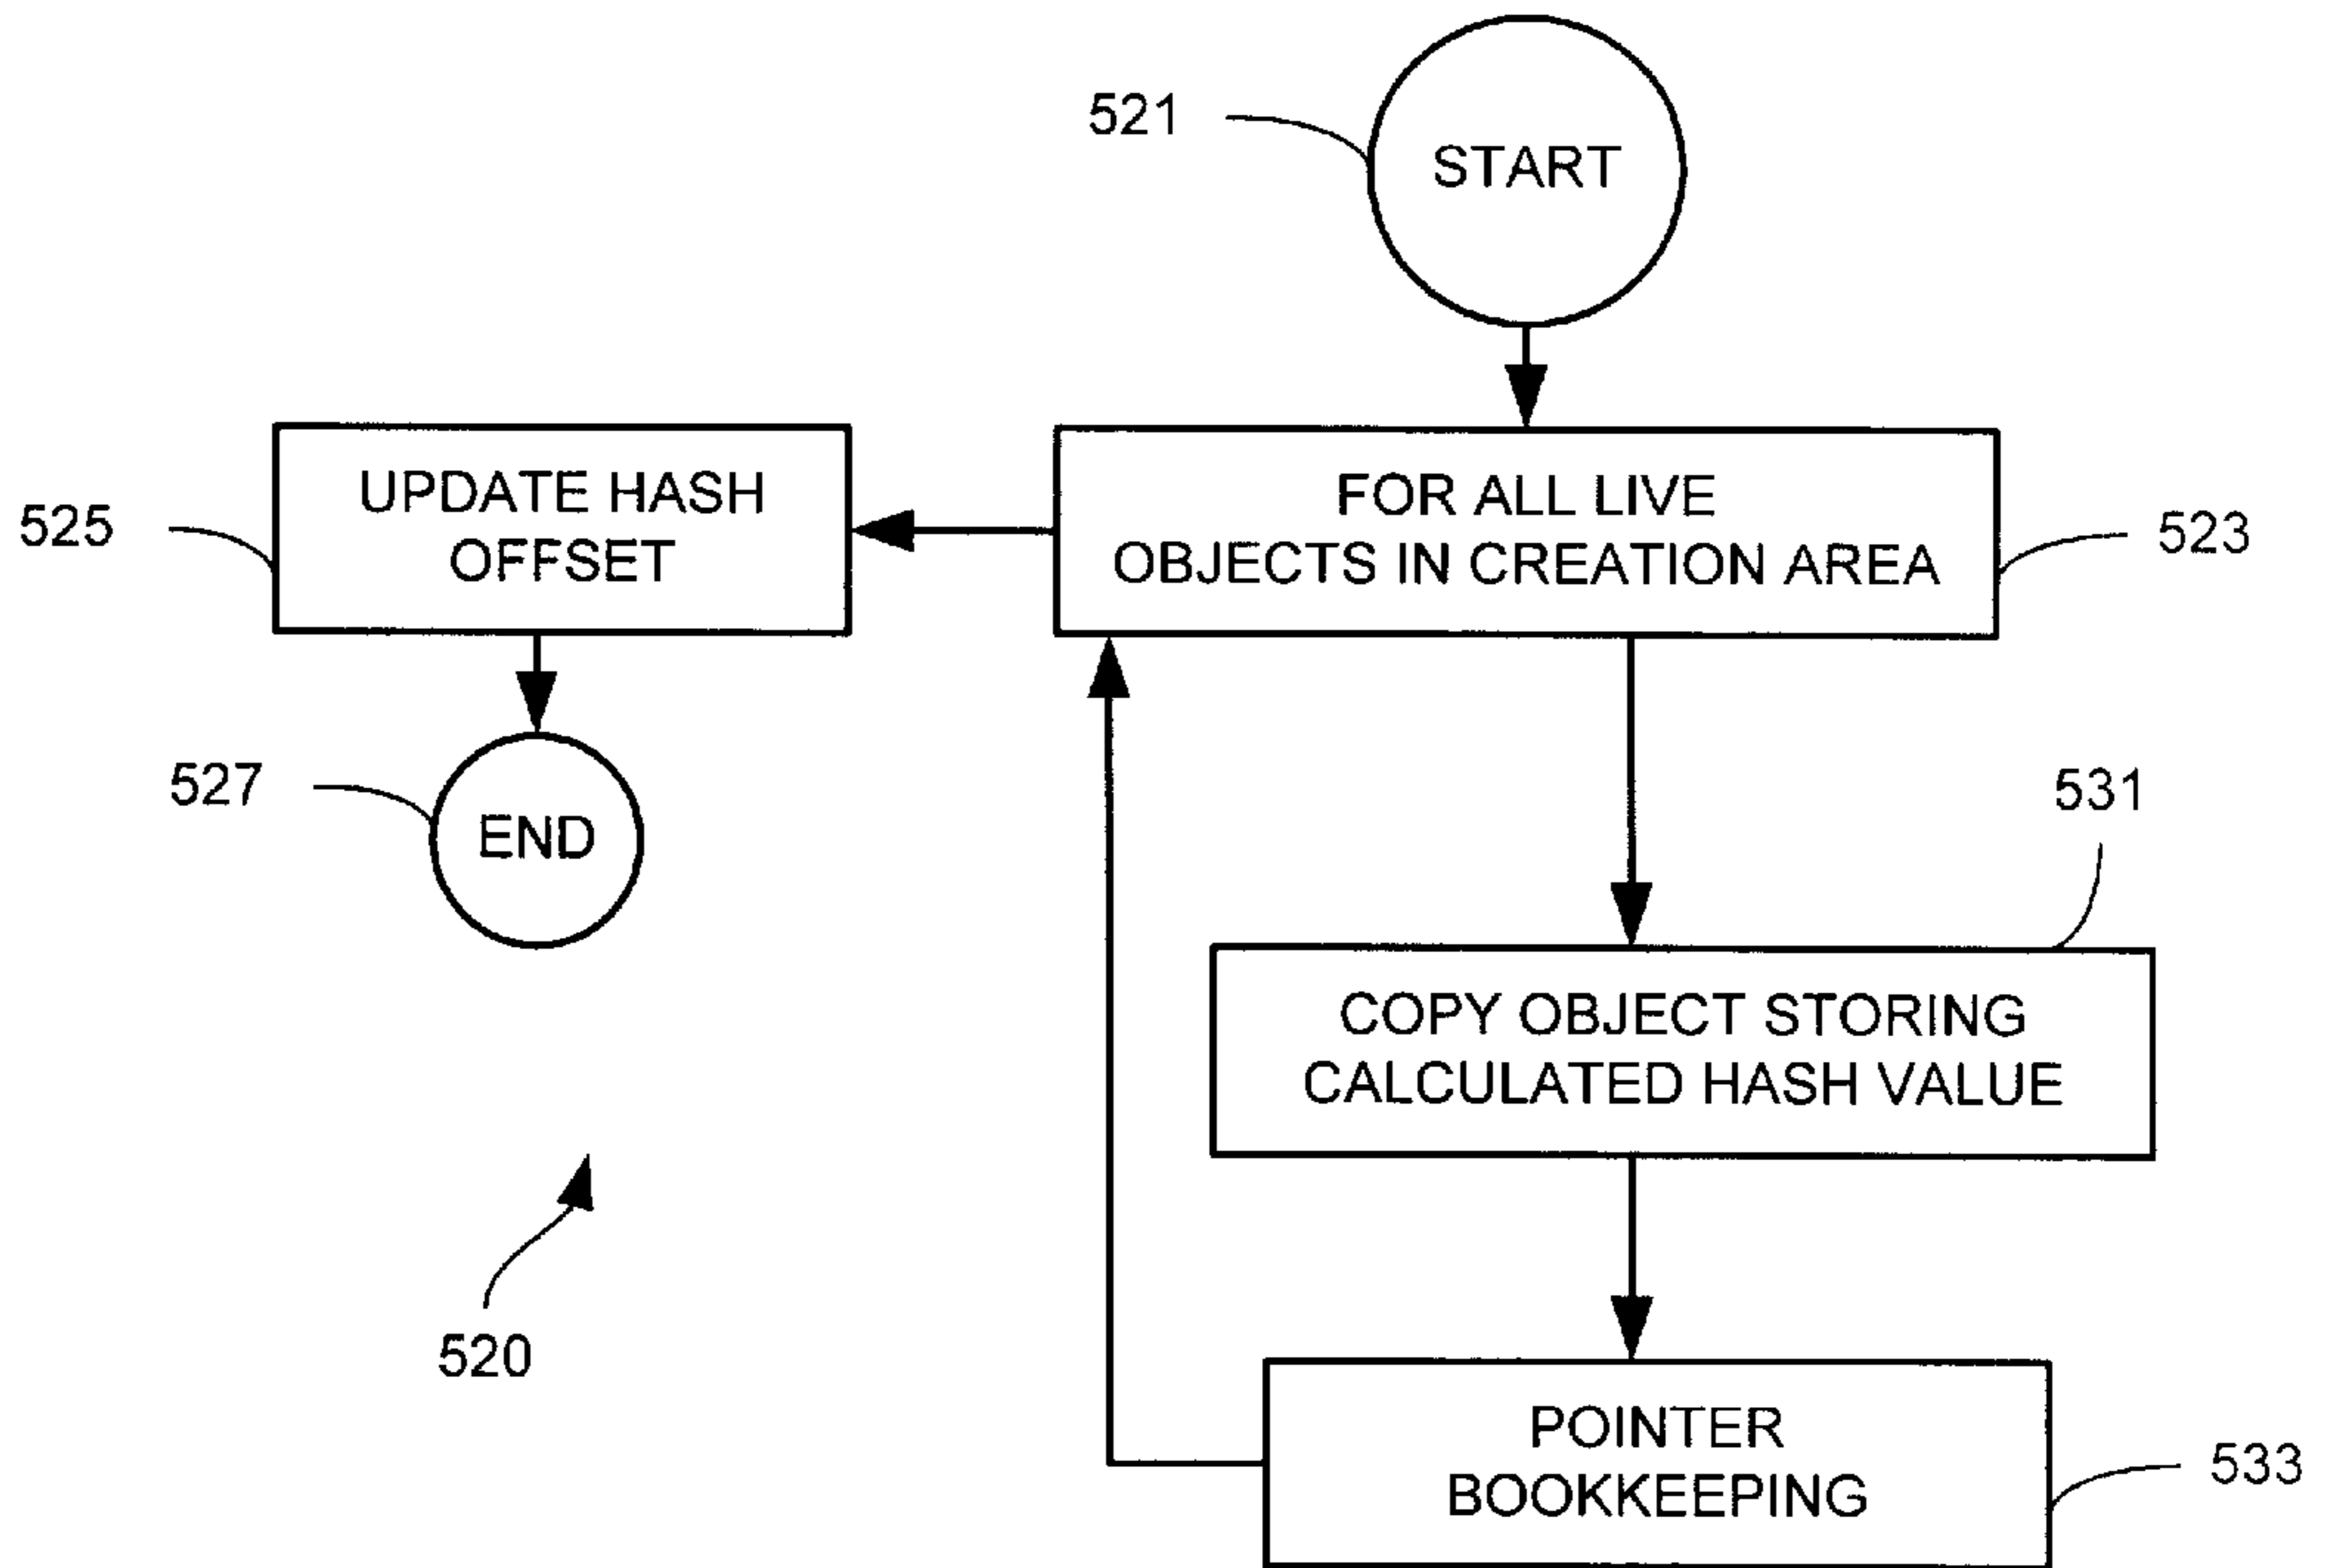 521
START
UPDATE HASH
OFFSET
525
FOR ALL LIVE
OBJECTS IN CREATION AREA
523
527
END
531
COPY OBJECT STORING
CALCULATED HASH VALUE
520
POINTER
BOOKKEEPING
533